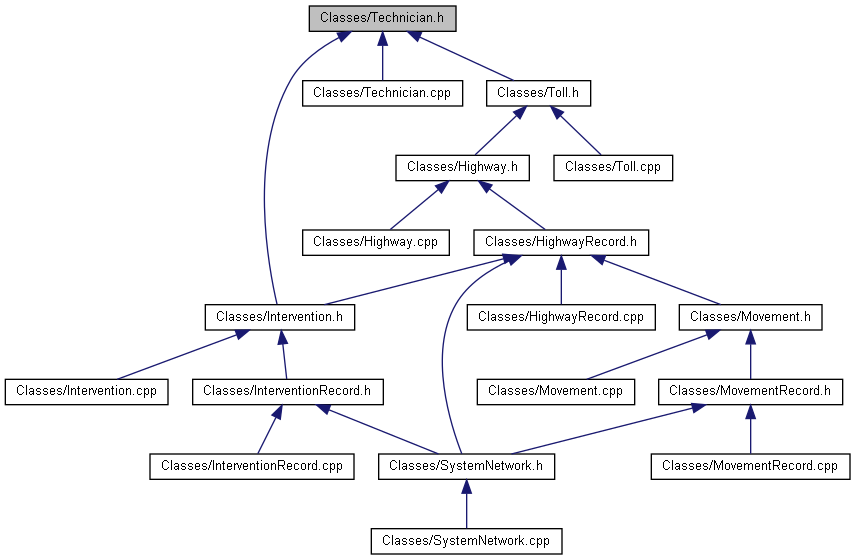 Classes/Technician.h
Classes/Technician.cpp
Classes/Toll.h
Classes/Highway.h
Classes/Toll.cpp
Classes/Highway.cpp
Classes/HighwayRecord.h
Classes/Intervention.h
Classes/HighwayRecord.cpp
Classes/Movement.h
Classes/Intervention.cpp
Classes/InterventionRecord.h
Classes/Movement.cpp
Classes/MovementRecord.h
Classes/InterventionRecord.cpp
Classes/SystemNetwork.h
Classes/MovementRecord.cpp
Classes/SystemNetwork.cpp